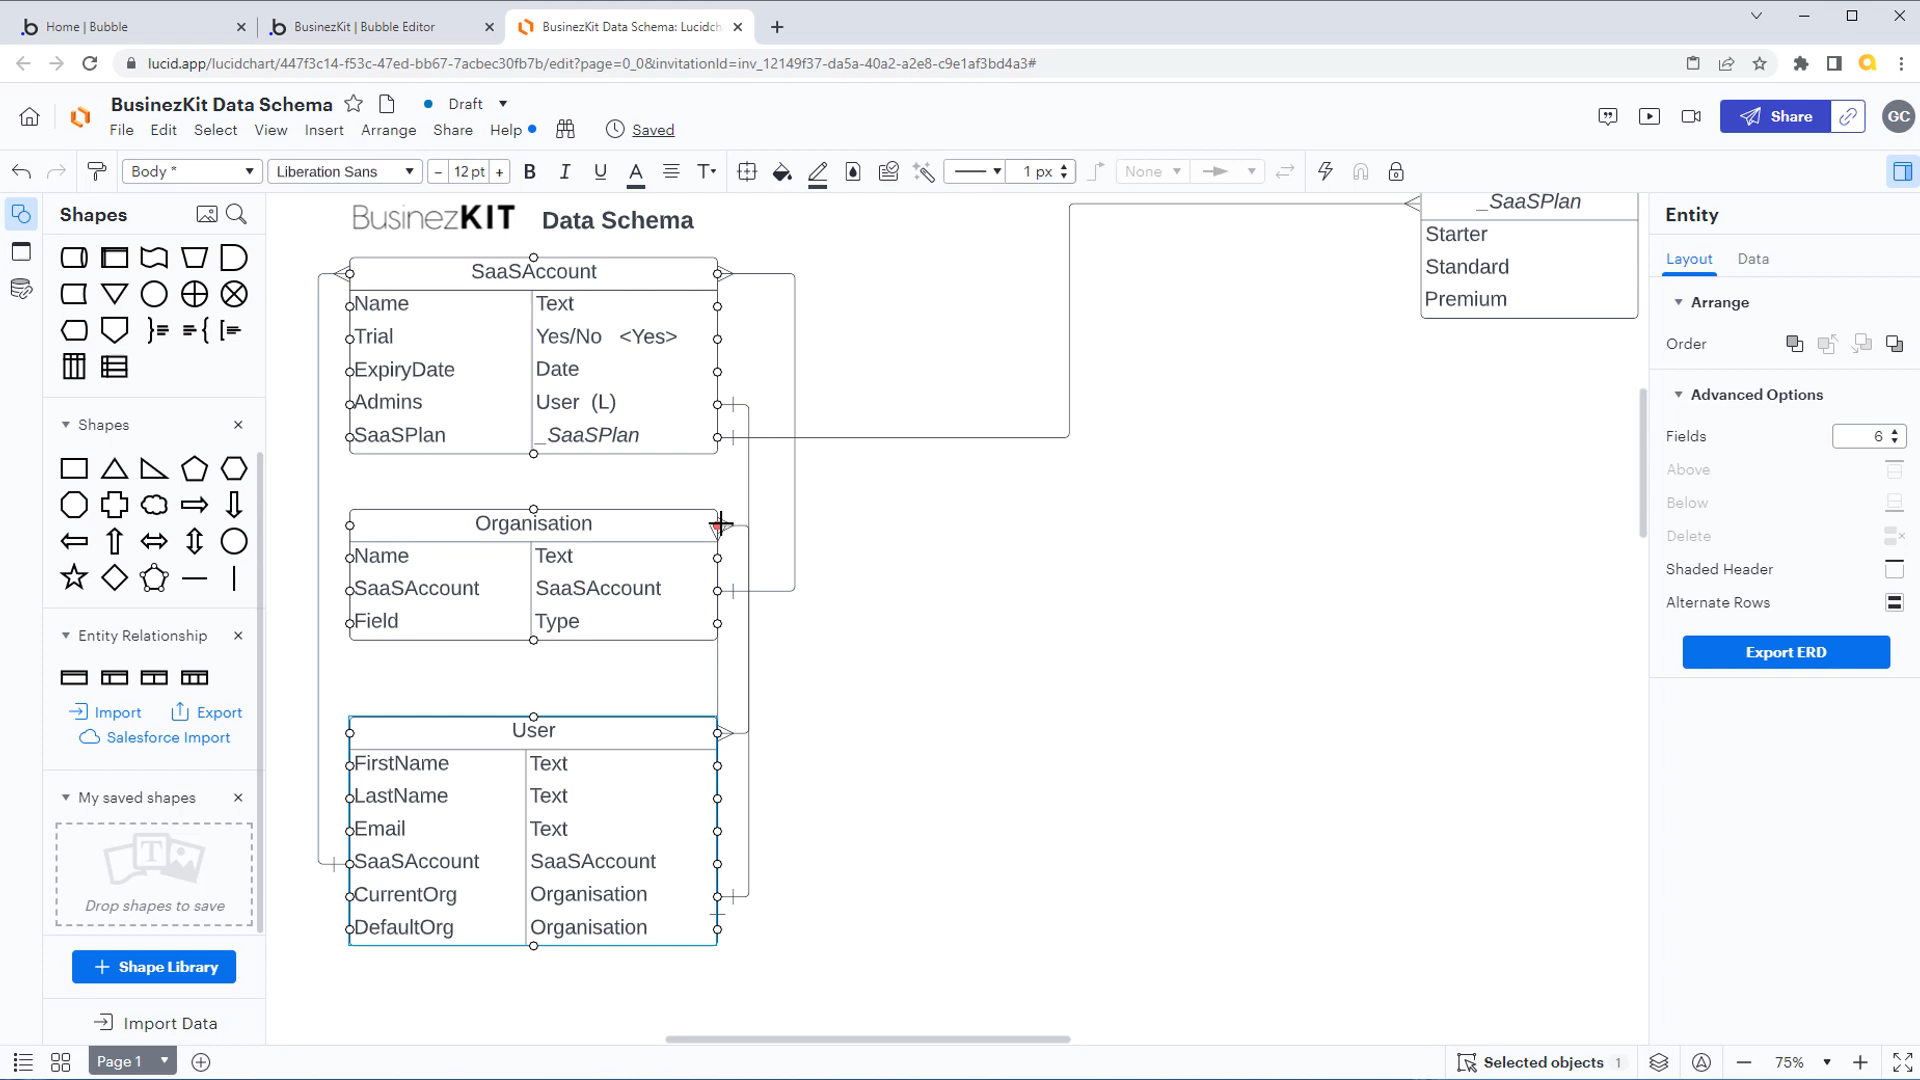 Home | Bubble
BusinezKit | Bubble Editor
BusinezKit Data Schema: Lucidch
lucid.app/lucidchart/447f3c14-f53c-47ed-bb67-7acbec30fb7b/edit?page=0_0&invitationId=inv_12149f37-da5a-40a2-a2e8-c9e1af3bd4a3#
BusinezKit Data Schema
Draft
File Edit Select View Insert Arrange Share Help
Saved
Share
GC
Body *
Liberation Sans
− 12 pt +
B I U A T
1 px
None
Shapes
Shapes
Entity Relationship
Import
Export
Salesforce Import
My saved shapes
T
Drop shapes to save
+ Shape Library
Import Data
BusinezKIT Data Schema
SaaSAccount
Name Text
Trial Yes/No <Yes>
ExpiryDate Date
Admins User (L)
SaaSPlan _SaaSPlan
Organisation
Name Text
SaaSAccount SaaSAccount
Field Type
User
FirstName Text
LastName Text
Email Text
SaaSAccount SaaSAccount
CurrentOrg Organisation
DefaultOrg Organisation
_SaaSPlan
Starter
Standard
Premium
Entity
Layout Data
Arrange
Order
Advanced Options
Fields 6
Above
Below
Delete
Shaded Header
Alternate Rows
Export ERD
Page 1
Selected objects 1
75%